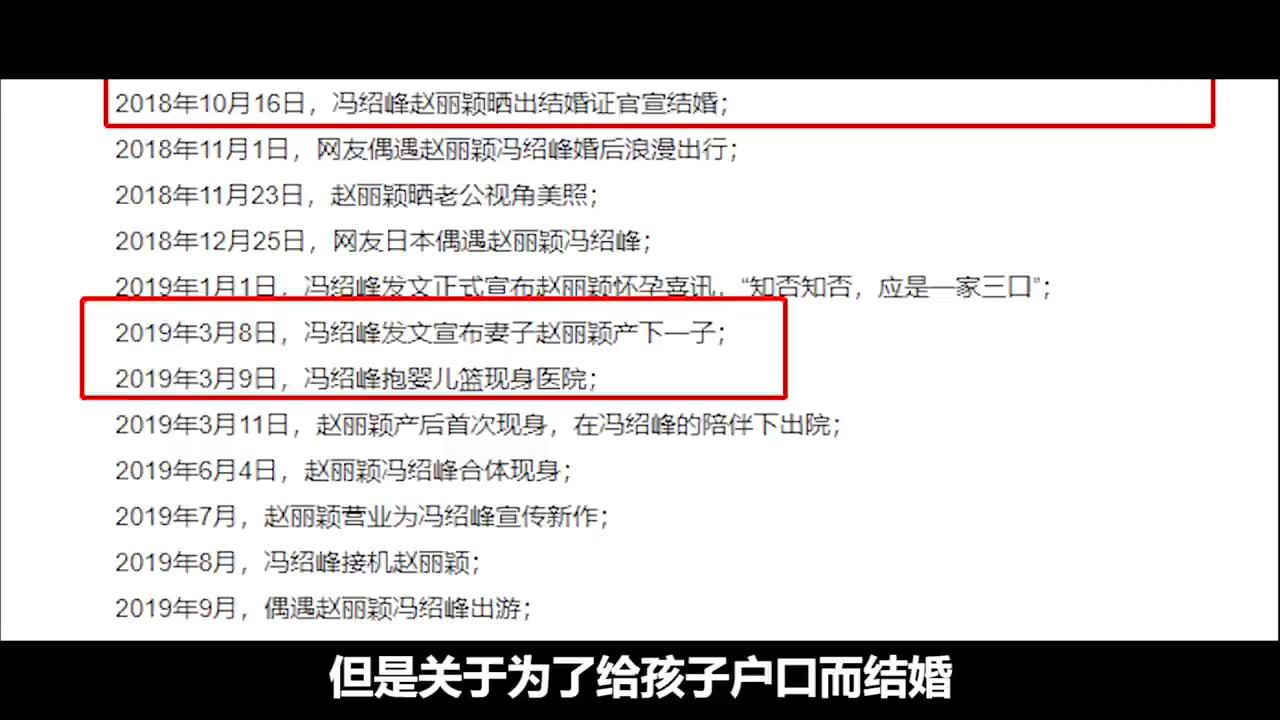 2018年10月16日，冯绍峰赵丽颖晒出结婚证官宣结婚；
2018年11月1日，网友偶遇赵丽颖冯绍峰婚后浪漫出行；
2018年11月23日，赵丽颖晒老公视角美照；
2018年12月25日，网友日本偶遇赵丽颖冯绍峰；
2019年1月1日，冯绍峰发文正式宣布赵丽颖怀孕喜讯，“知否知否，应是一家三口”；
2019年3月8日，冯绍峰发文宣布妻子赵丽颖产下一子；
2019年3月9日，冯绍峰抱婴儿篮现身医院；
2019年3月11日，赵丽颖产后首次现身，在冯绍峰的陪伴下出院；
2019年6月4日，赵丽颖冯绍峰合体现身；
2019年7月，赵丽颖营业为冯绍峰宣传新作；
2019年8月，冯绍峰接机赵丽颖；
2019年9月，偶遇赵丽颖冯绍峰出游；
但是关于为了给孩子户口而结婚